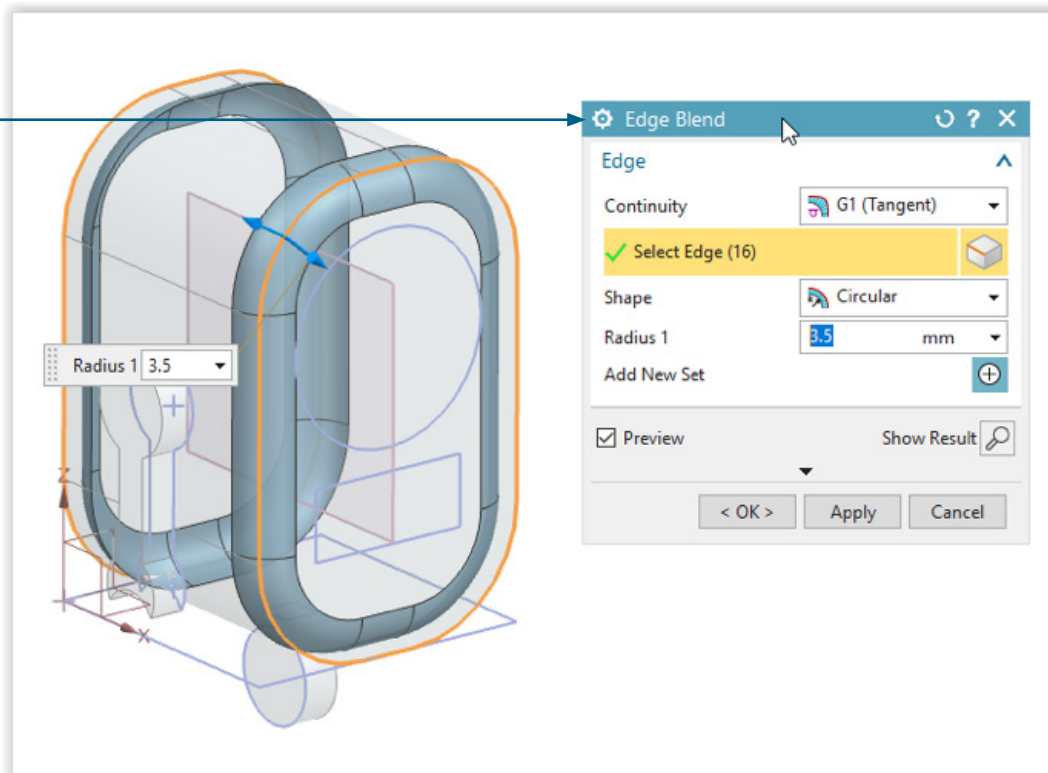 Edge Blend
Edge
Continuity G1 (Tangent)
Select Edge (16)
Shape Circular
Radius 1 3.5 mm
Add New Set
Preview Show Result
< OK > Apply Cancel
Radius 1 3.5
Z
X